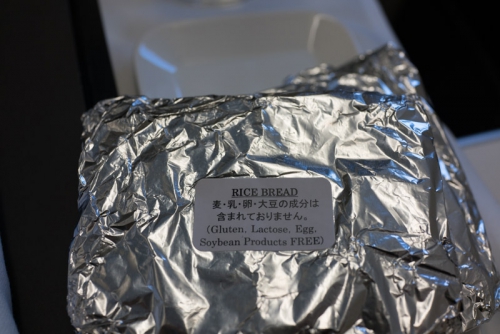 RICE BREAD
麦・乳・卵・大豆の成分は
含まれておりません。
(Gluten, Lactose, Egg,
Soybean Products FREE)